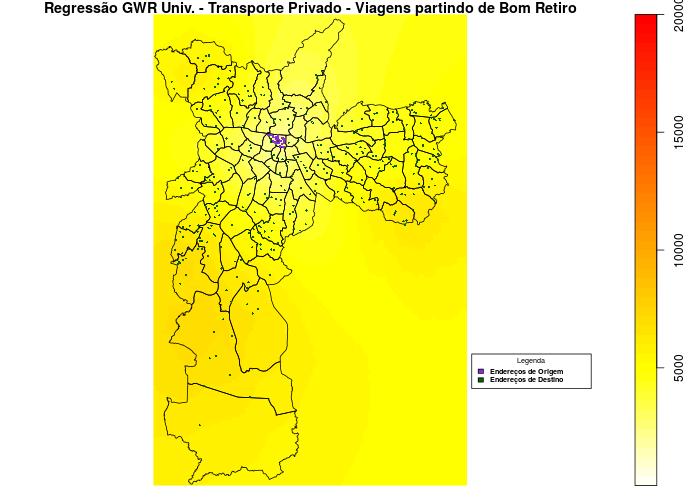 Regressão GWR Univ. - Transporte Privado - Viagens partindo de Bom Retiro
20000
15000
10000
5000
Legenda
Endereços de Origem
Endereços de Destino